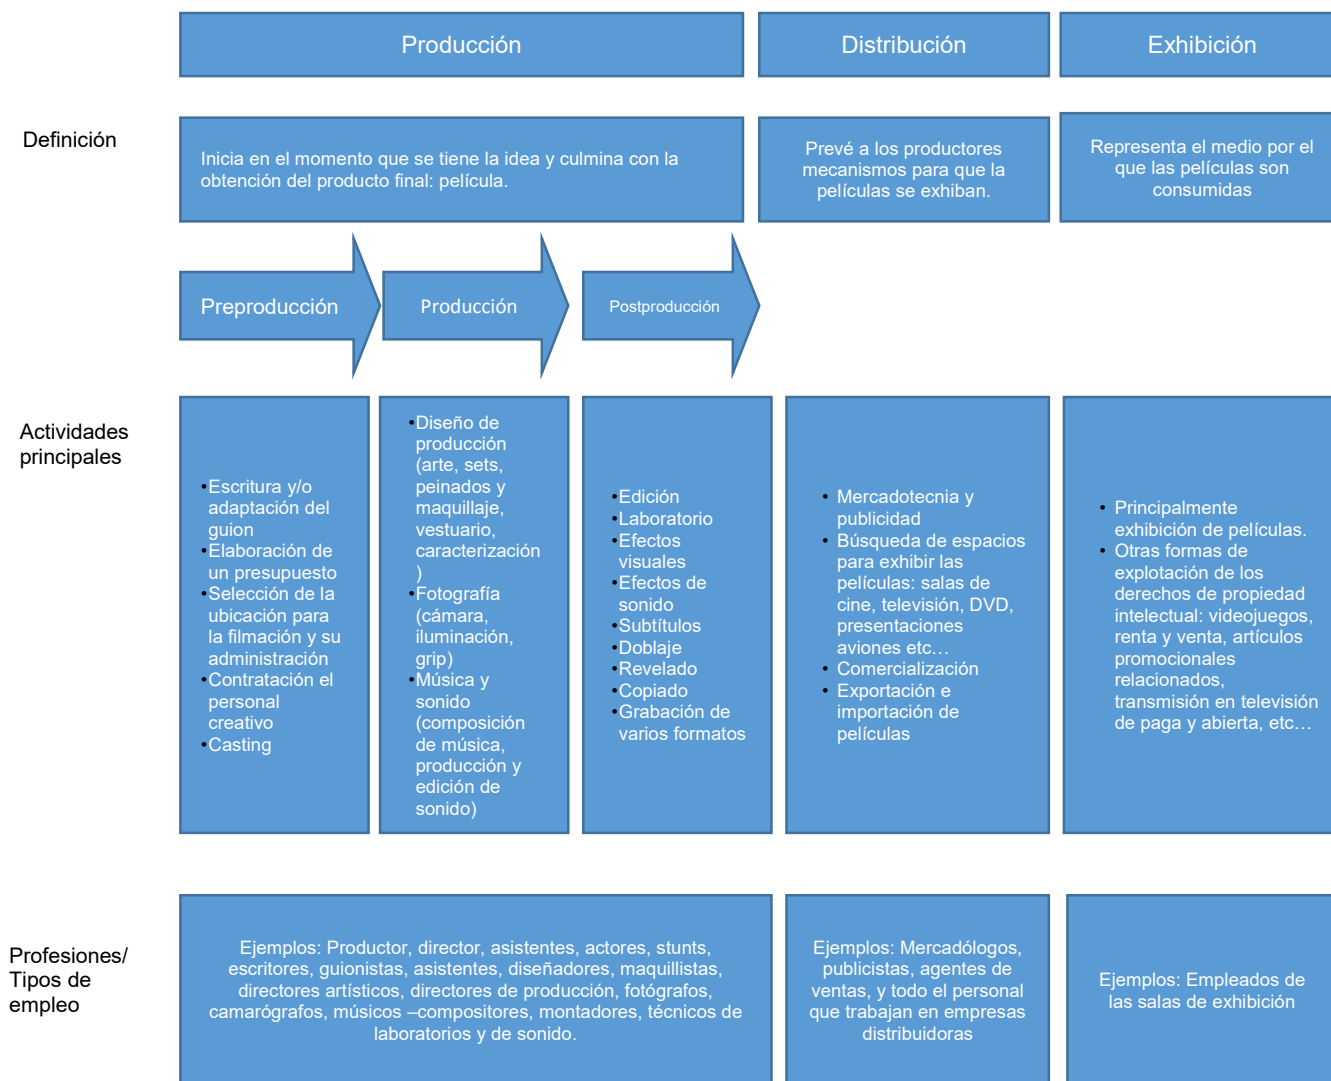 Producción
Distribución
Exhibición
Definición
Inicia en el momento que se tiene la idea y culmina con la
obtención del producto final: película.
Prevé a los productores
mecanismos para que la
películas se exhiban.
Representa el medio por el
que las películas son
consumidas
Preproducción
Producción
Postproducción
Actividades
principales
•Escritura y/o
adaptación del
guion
•Elaboración de
un presupuesto
•Selección de la
ubicación para
la filmación y su
administración
•Contratación el
personal
creativo
•Casting
•Diseño de
producción
(arte, sets,
peinados y
maquillaje,
vestuario,
caracterización
)
•Fotografía
(cámara,
iluminación,
grip)
•Música y
sonido
(composición
de música,
producción y
edición de
sonido)
•Edición
•Laboratorio
•Efectos
visuales
•Efectos de
sonido
•Subtítulos
•Doblaje
•Revelado
•Copiado
•Grabación de
varios formatos
• Mercadotecnia y
publicidad
• Búsqueda de espacios
para exhibir las
películas: salas de
cine, televisión, DVD,
presentaciones
aviones etc…
• Comercialización
• Exportación e
importación de
películas
• Principalmente
exhibición de películas.
• Otras formas de
explotación de los
derechos de propiedad
intelectual: videojuegos,
renta y venta, artículos
promocionales
relacionados,
transmisión en televisión
de paga y abierta, etc…
Profesiones/
Tipos de
empleo
Ejemplos: Productor, director, asistentes, actores, stunts,
escritores, guionistas, asistentes, diseñadores, maquillistas,
directores artísticos, directores de producción, fotógrafos,
camarógrafos, músicos –compositores, montadores, técnicos de
laboratorios y de sonido.
Ejemplos: Mercadólogos,
publicistas, agentes de
ventas, y todo el personal
que trabajan en empresas
distribuidoras
Ejemplos: Empleados de
las salas de exhibición